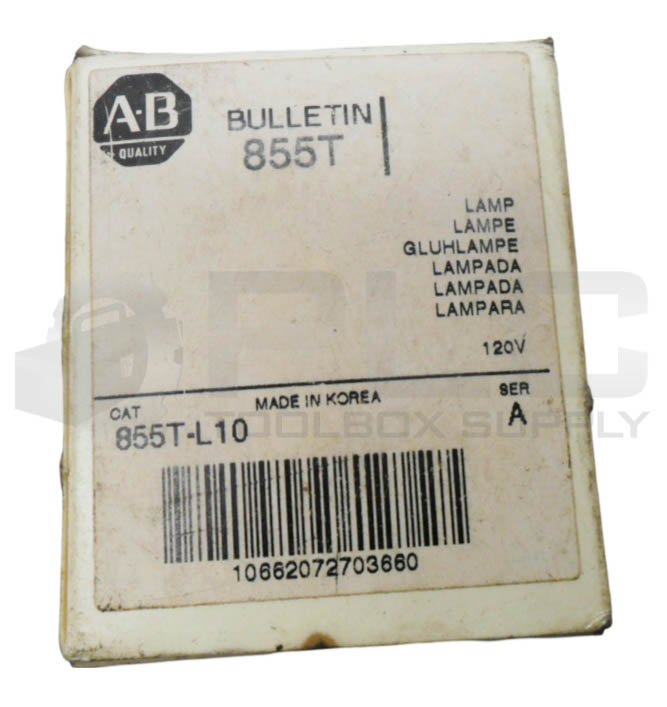 A-B
QUALITY
BULLETIN
855T
LAMP
LAMPE
GLUHLAMPE
LAMPADA
LAMPADA
LAMPARA
120V
CAT
MADE IN KOREA
SER
855T-L10
A
10662072703660
PLC
TOOLBOX SUPPLY